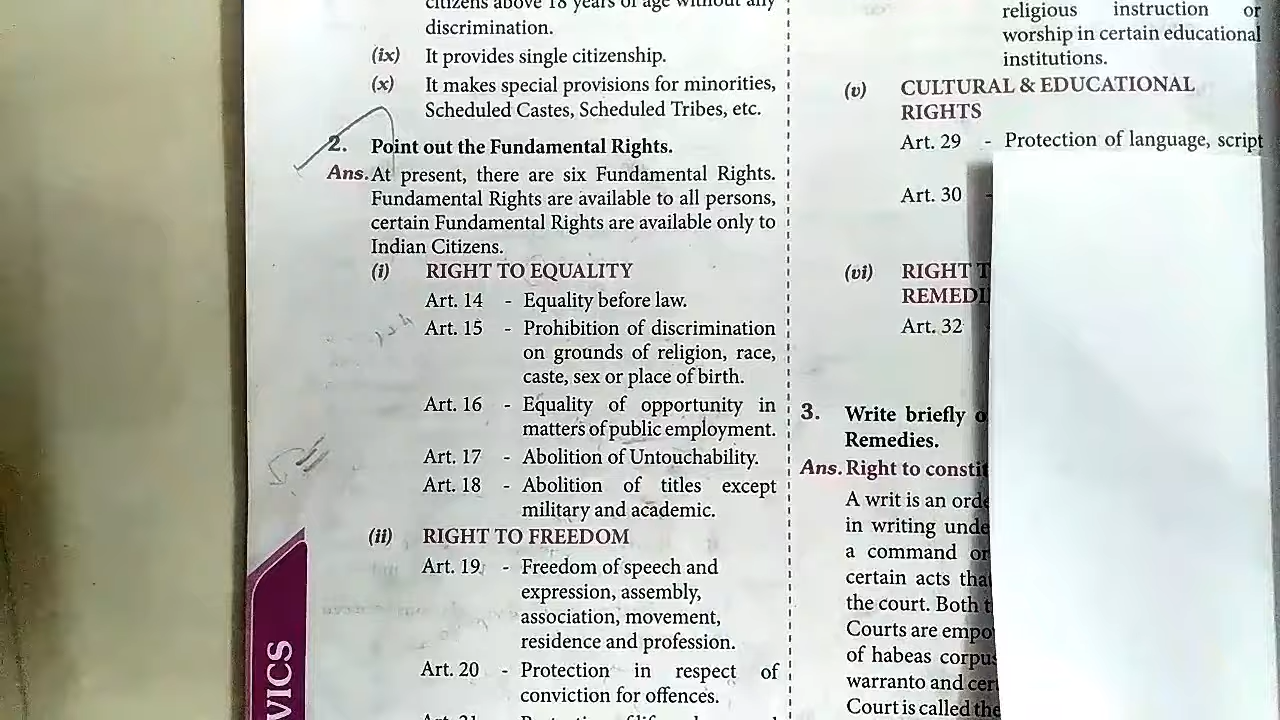 citizens above 18 years of age without any
discrimination.
(ix) It provides single citizenship.
(x) It makes special provisions for minorities,
Scheduled Castes, Scheduled Tribes, etc.
2. Point out the Fundamental Rights.
Ans. At present, there are six Fundamental Rights.
Fundamental Rights are available to all persons,
certain Fundamental Rights are available only to
Indian Citizens.
(i) RIGHT TO EQUALITY
Art. 14 - Equality before law.
Art. 15 - Prohibition of discrimination
on grounds of religion, race,
caste, sex or place of birth.
Art. 16 - Equality of opportunity in
matters of public employment.
Art. 17 - Abolition of Untouchability.
Art. 18 - Abolition of titles except
military and academic.
(ii) RIGHT TO FREEDOM
Art. 19 - Freedom of speech and
expression, assembly,
association, movement,
residence and profession.
Art. 20 - Protection in respect of
conviction for offences.
religious instruction or
worship in certain educational
institutions.
(v) CULTURAL & EDUCATIONAL
RIGHTS
Art. 29 - Protection of language, script
Art. 30 -
(vi) RIGHT
Art. 32
3. Write briefly
Remedies.
Ans. Right to
A writ is an
in writing
a command
certain acts
the court. Both
Courts are
of habeas
warranto and
Court is called the
VICS